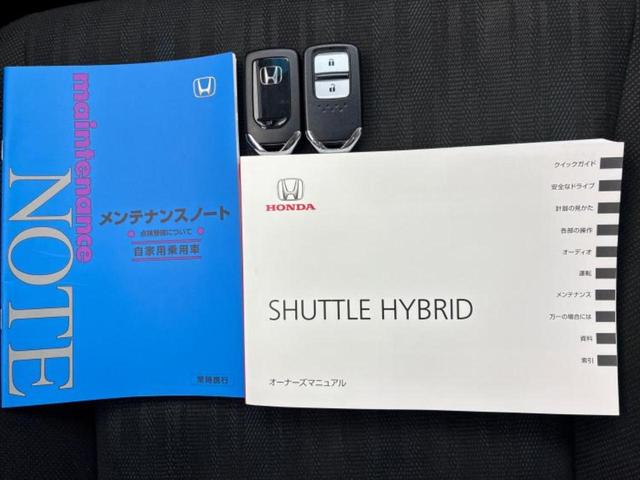 maintenance
NOTE
メンテナンスノート
点検整備について
自家用乗用車
常時携行
HONDA
SHUTTLE HYBRID
オーナーズマニュアル
クイックガイド
安全なドライブ
計器の見かた
各部の操作
オーディオ
運転
メンテナンス
万一の場合には
資料
索引